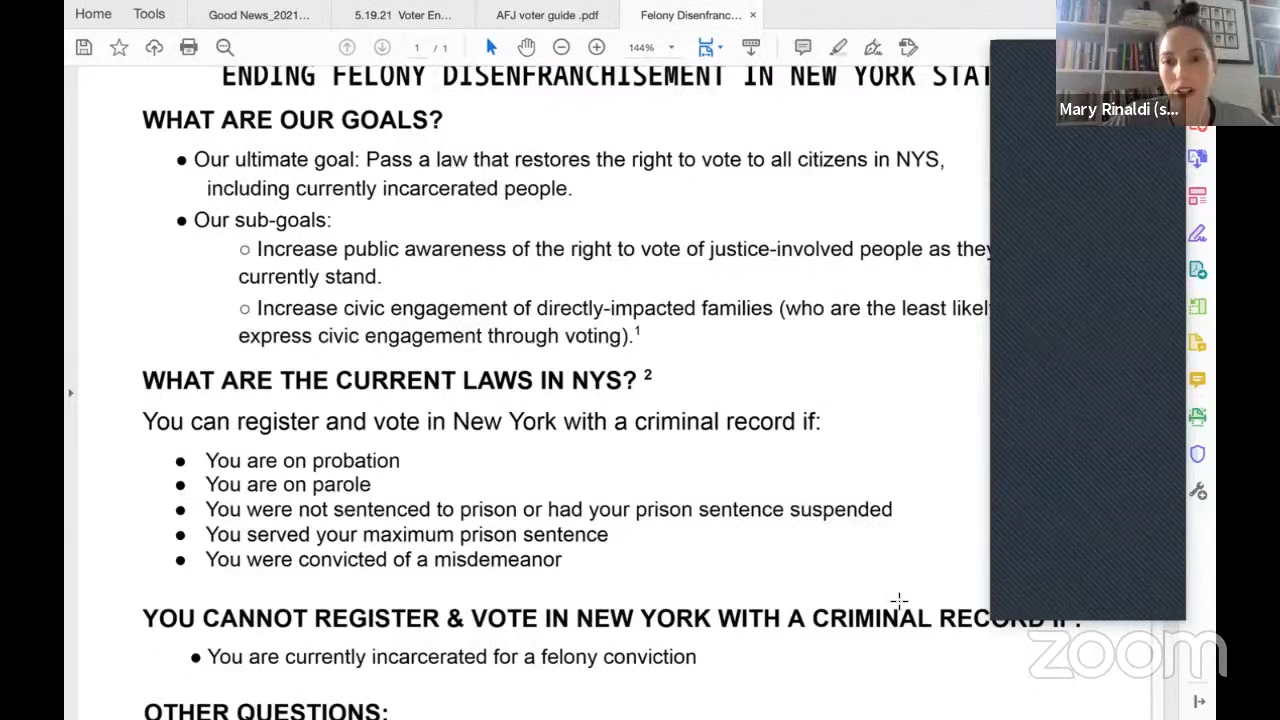 Home Tools Good News_2021... 5.19.21 Voter En... AFJ voter guide .pdf Felony Disenfranc... ×
1 / 1 144%
Mary Rinaldi (s...
ENDING FELONY DISENFRANCHISEMENT IN NEW YORK STAT
WHAT ARE OUR GOALS?
● Our ultimate goal: Pass a law that restores the right to vote to all citizens in NYS,
including currently incarcerated people.
● Our sub-goals:
○ Increase public awareness of the right to vote of justice-involved people as they
currently stand.
○ Increase civic engagement of directly-impacted families (who are the least likely
express civic engagement through voting).¹
WHAT ARE THE CURRENT LAWS IN NYS? ²
You can register and vote in New York with a criminal record if:
● You are on probation
● You are on parole
● You were not sentenced to prison or had your prison sentence suspended
● You served your maximum prison sentence
● You were convicted of a misdemeanor
YOU CANNOT REGISTER & VOTE IN NEW YORK WITH A CRIMINAL RECORD IF:
● You are currently incarcerated for a felony conviction
OTHER QUESTIONS:
zoom